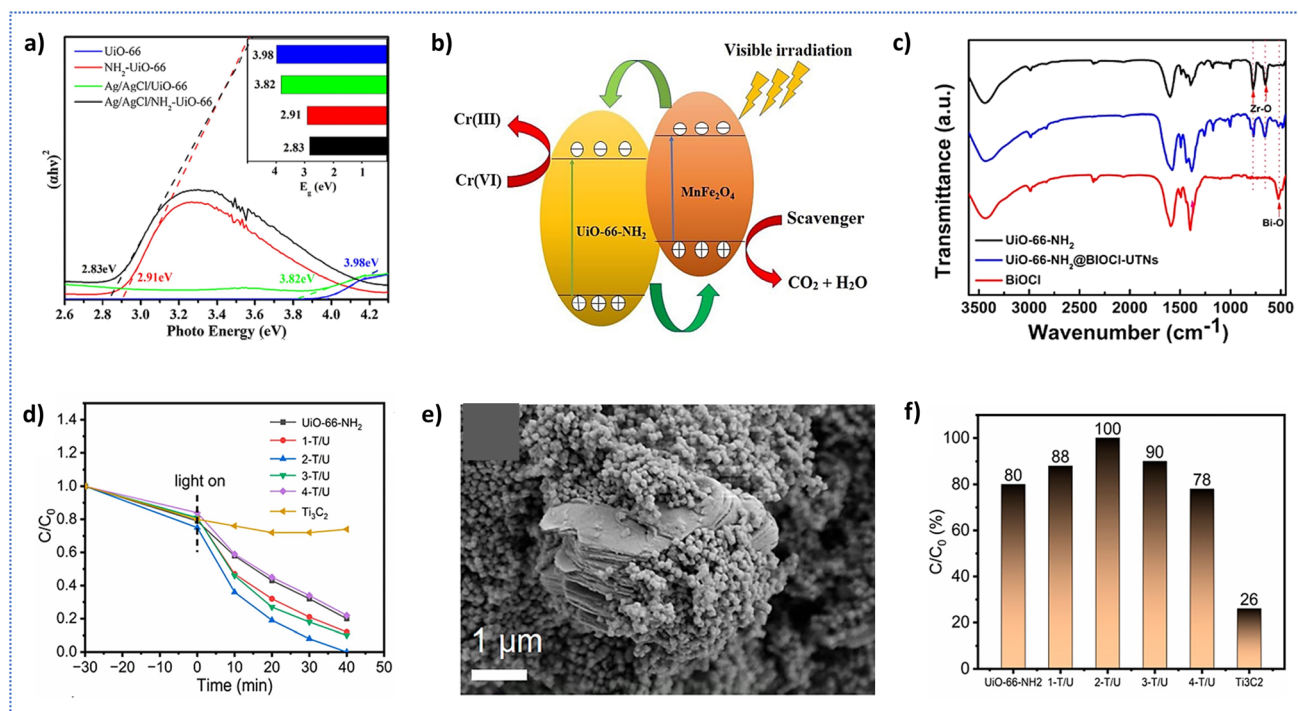 a)
UiO-66
NH₂-UiO-66
Ag/AgCl/UiO-66
Ag/AgCl/NH₂-UiO-66
3.98
3.82
2.91
2.83
4 3 2 1
E_g (eV)
(αhν)²
2.83eV
2.91eV
3.82eV
3.98eV
2.6 2.8 3.0 3.2 3.4 3.6 3.8 4.0 4.2
Photo Energy (eV)
b)
Visible irradiation
Cr(III)
Cr(VI)
UiO-66-NH₂
MnFe₂O₄
Scavenger
CO₂ + H₂O
c)
Transmittance (a.u.)
Zr-O
Bi-O
UiO-66-NH₂
UiO-66-NH₂@BIOCl-UTNs
BiOCl
3500 3000 2500 2000 1500 1000 500
Wavenumber (cm⁻¹)
d)
C/C₀
1.4
1.2
1.0
0.8
0.6
0.4
0.2
0.0
light on
UiO-66-NH₂
1-T/U
2-T/U
3-T/U
4-T/U
Ti₃C₂
-30 -20 -10 0 10 20 30 40 50
Time (min)
e)
1 µm
f)
C/C₀ (%)
100
80
60
40
20
0
80
88
100
90
78
26
UiO-66-NH2 1-T/U 2-T/U 3-T/U 4-T/U Ti3C2